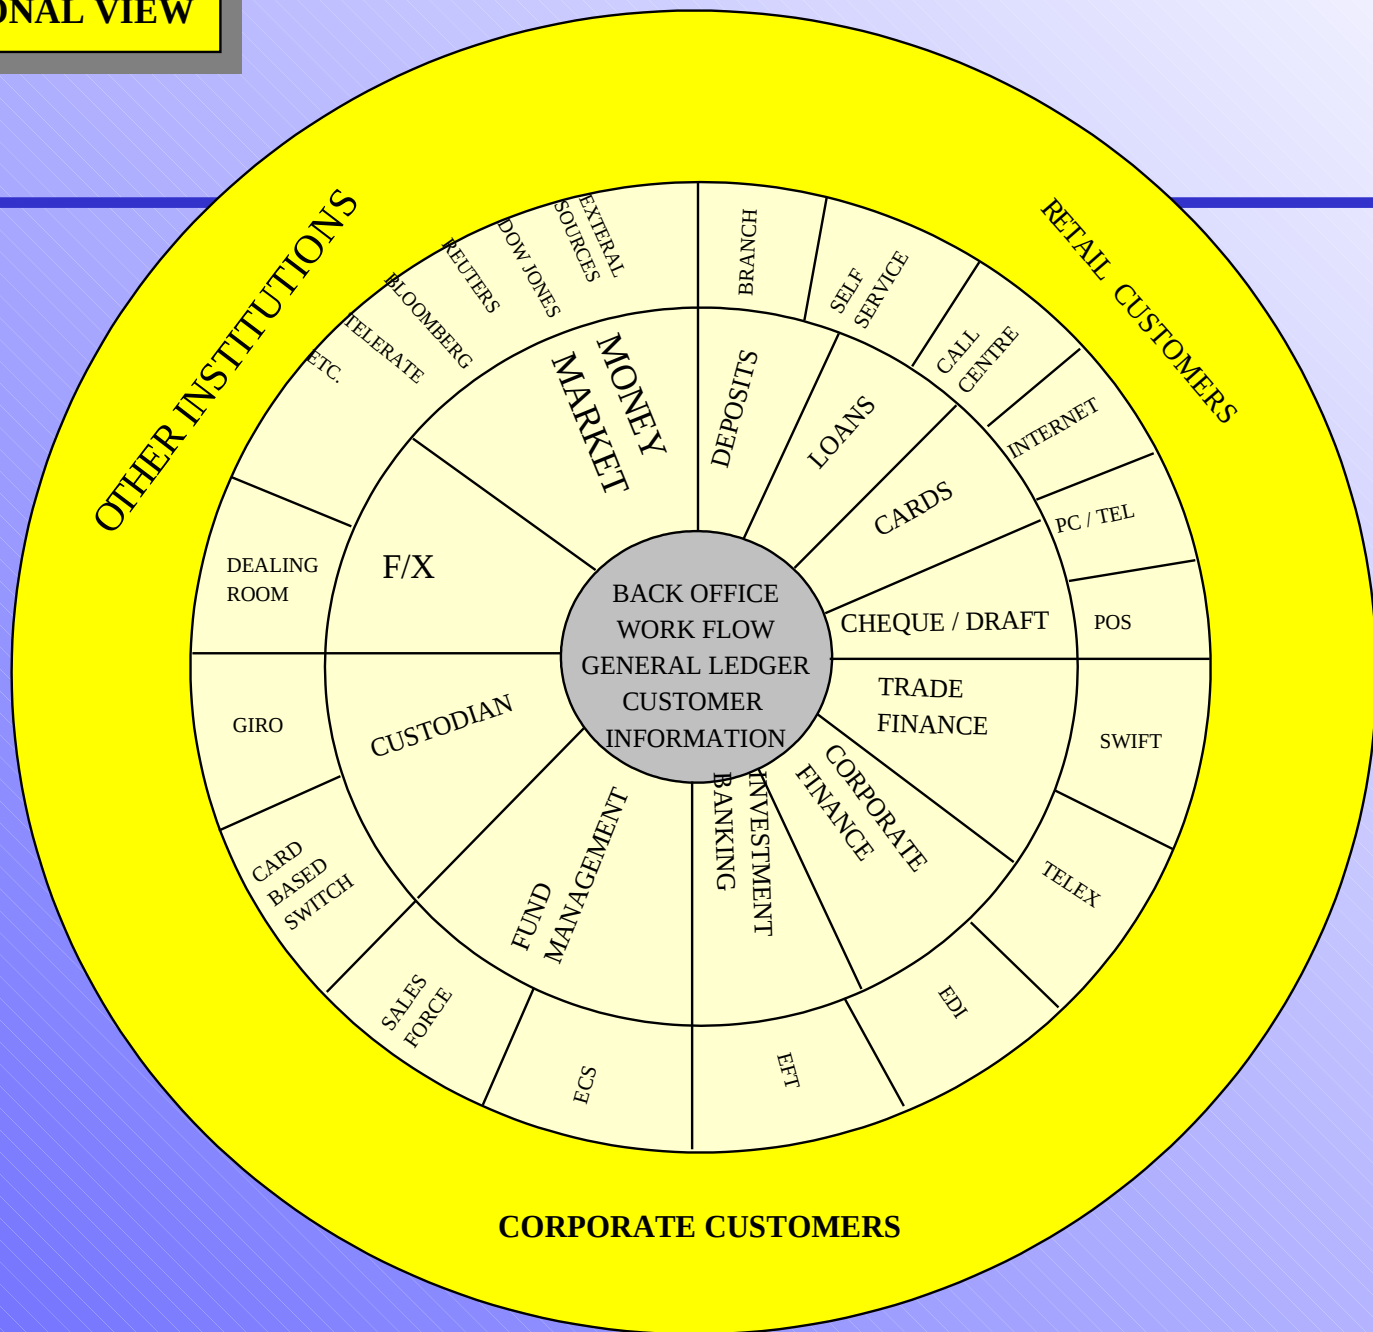 ONAL VIEW
OTHER INSTITUTIONS
RETAIL CUSTOMERS
CORPORATE CUSTOMERS
EXTERAL
SOURCES
DOW JONES
REUTERS
BLOOMBERG
TELERATE
ETC.
BRANCH
SELF
SERVICE
CALL
CENTRE
INTERNET
PC / TEL
POS
SWIFT
TELEX
EDI
EFT
ECS
SALES
FORCE
CARD
BASED
SWITCH
GIRO
DEALING
ROOM
MONEY
MARKET
DEPOSITS
LOANS
CARDS
CHEQUE / DRAFT
TRADE
FINANCE
CORPORATE
FINANCE
INVESTMENT
BANKING
FUND
MANAGEMENT
CUSTODIAN
F/X
BACK OFFICE
WORK FLOW
GENERAL LEDGER
CUSTOMER
INFORMATION